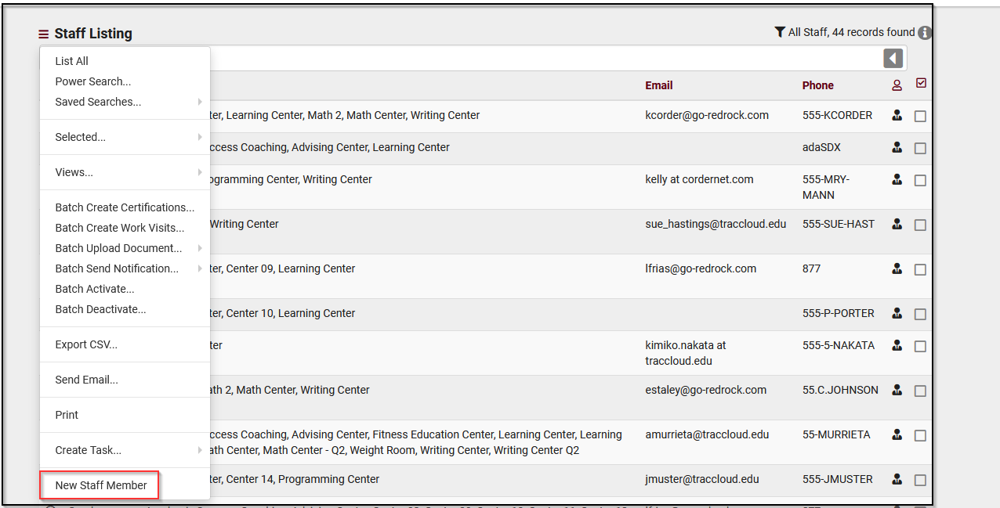 Staff Listing
All Staff, 44 records found
List All
Power Search...
Saved Searches...
Selected...
Views...
Batch Create Certifications...
Batch Create Work Visits...
Batch Upload Document...
Batch Send Notification...
Batch Activate...
Batch Deactivate...
Export CSV...
Send Email...
Print
Create Task...
New Staff Member
Email Phone
ter, Learning Center, Math 2, Math Center, Writing Center kcorder@go-redrock.com 555-KCORDER
ccess Coaching, Advising Center, Learning Center adaSDX
ogramming Center, Writing Center kelly at cordernet.com 555-MRY-
MANN
Writing Center sue_hastings@traccloud.edu 555-SUE-HAST
ter, Center 09, Learning Center lfrias@go-redrock.com 877
ter, Center 10, Learning Center 555-P-PORTER
ter kimiko.nakata at 555-5-NAKATA
traccloud.edu
ath 2, Math Center, Writing Center estaley@go-redrock.com 55.C.JOHNSON
ccess Coaching, Advising Center, Fitness Education Center, Learning Center, Learning amurrieta@traccloud.edu 55-MURRIETA
ath Center, Math Center - Q2, Weight Room, Writing Center, Writing Center Q2
ter, Center 14, Programming Center jmuster@traccloud.edu 555-JMUSTER